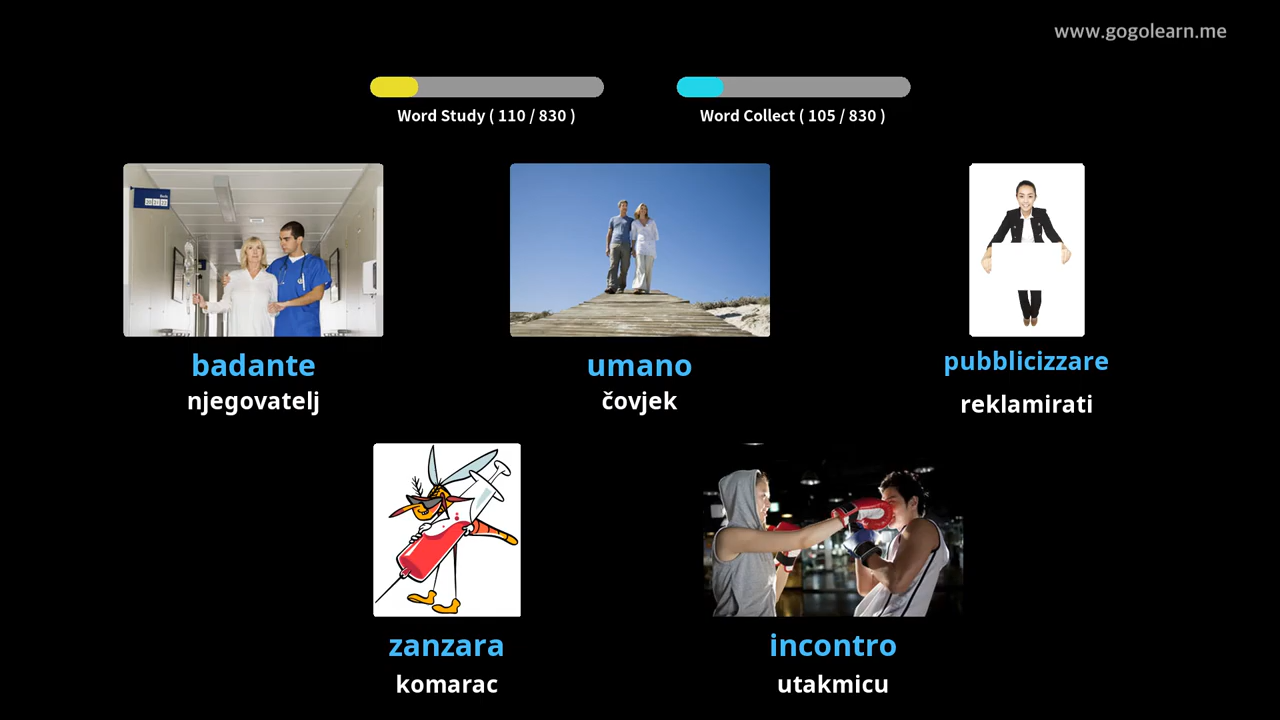 www.gogolearn.me
Word Study ( 110 / 830 )
Word Collect ( 105 / 830 )
badante
njegovatelj
umano
čovjek
pubblicizzare
reklamirati
zanzara
komarac
incontro
utakmicu